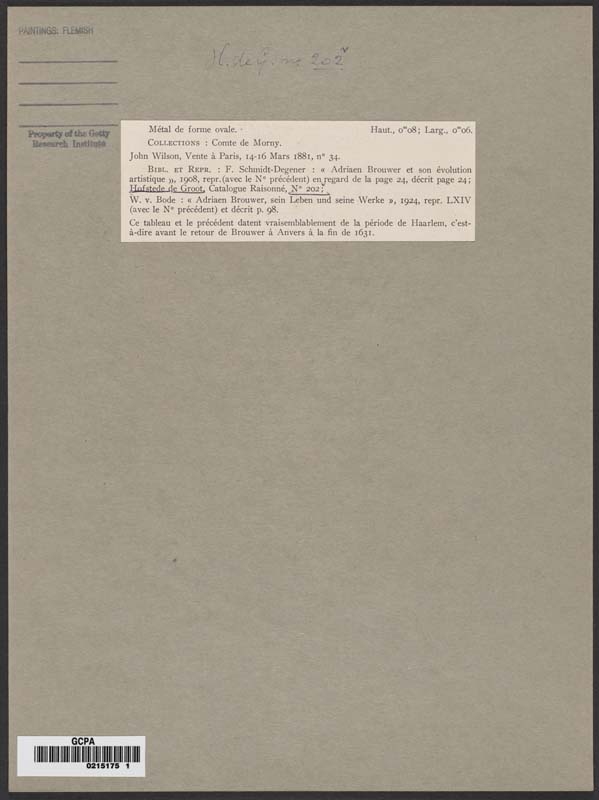 PAINTINGS: FLEMISH
H. de G. no 202
Property of the Getty
Research Institute
Métal de forme ovale. Haut., 0m08; Larg., 0m06.
COLLECTIONS : Comte de Morny.
John Wilson, Vente à Paris, 14-16 Mars 1881, n° 34.
BIBL. ET REPR. : F. Schmidt-Degener : « Adriaen Brouwer et son évolution
artistique », 1908, repr. (avec le N° précédent) en regard de la page 24, décrit page 24;
Hofstede de Groot, Catalogue Raisonné, N° 202;
W. v. Bode : « Adriaen Brouwer, sein Leben und seine Werke », 1924, repr. LXIV
(avec le N° précédent) et décrit p. 98.
Ce tableau et le précédent datent vraisemblablement de la période de Haarlem, c'est-
à-dire avant le retour de Brouwer à Anvers à la fin de 1631.
GCPA
0215175 1